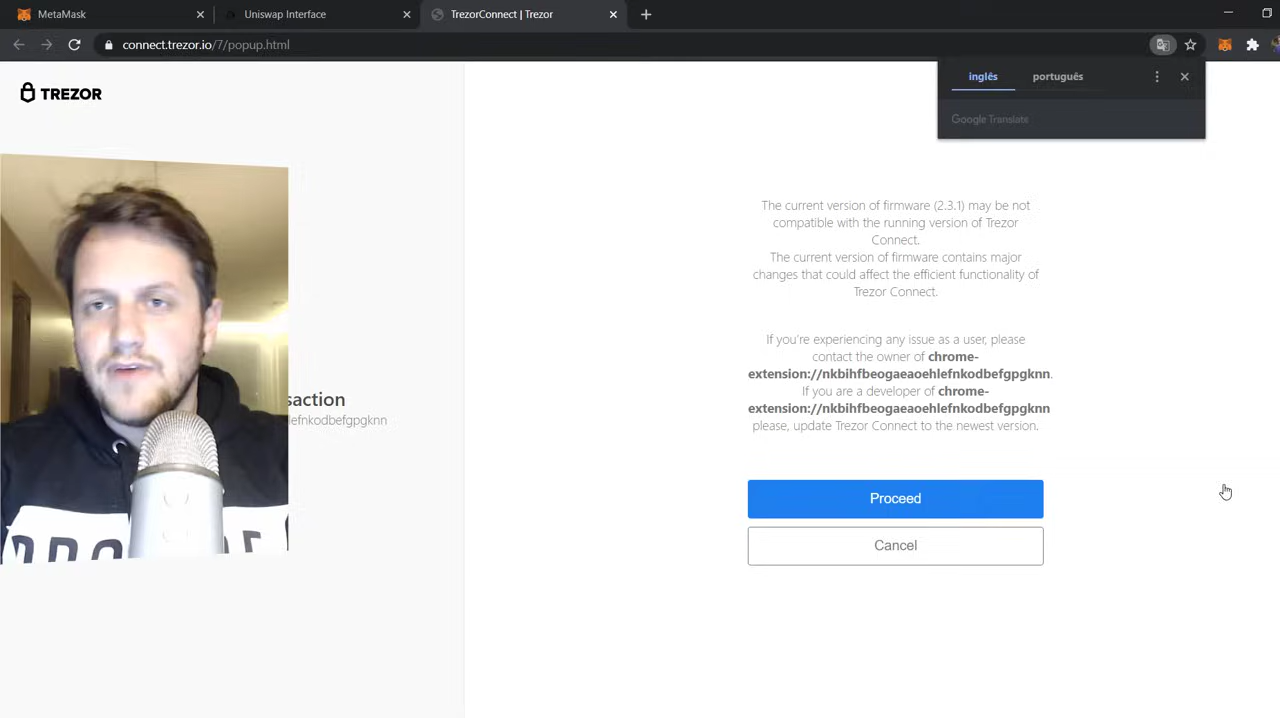 MetaMask
Uniswap Interface
TrezorConnect | Trezor
connect.trezor.io/7/popup.html
inglês
português
Google Translate
TREZOR
The current version of firmware (2.3.1) may be not
compatible with the running version of Trezor
Connect.
The current version of firmware contains major
changes that could affect the efficient functionality of
Trezor Connect.
If you're experiencing any issue as a user, please
contact the owner of chrome-
extension://nkbihfbeogaeaoehlefnkodbefgpgknn.
If you are a developer of chrome-
extension://nkbihfbeogaeaoehlefnkodbefgpgknn
please, update Trezor Connect to the newest version.
saction
lefnkodbefgpgknn
Proceed
Cancel